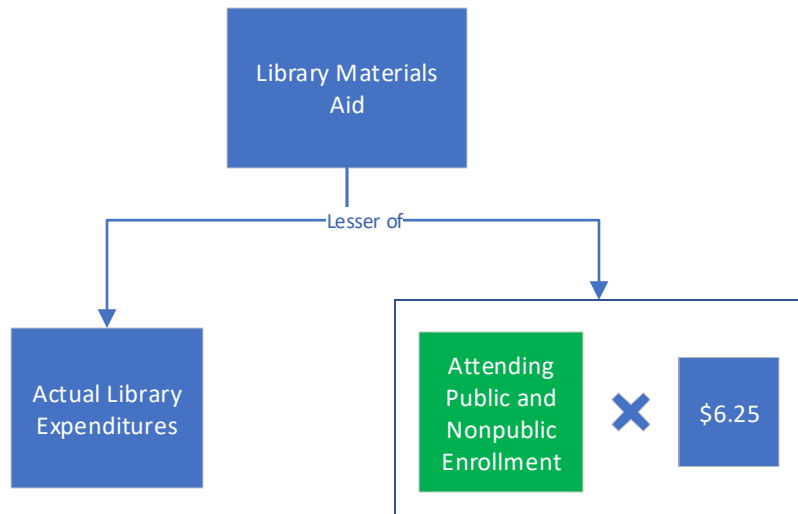 Library Materials
Aid
Lesser of
Actual Library
Expenditures
Attending
Public and
Nonpublic
Enrollment
$6.25